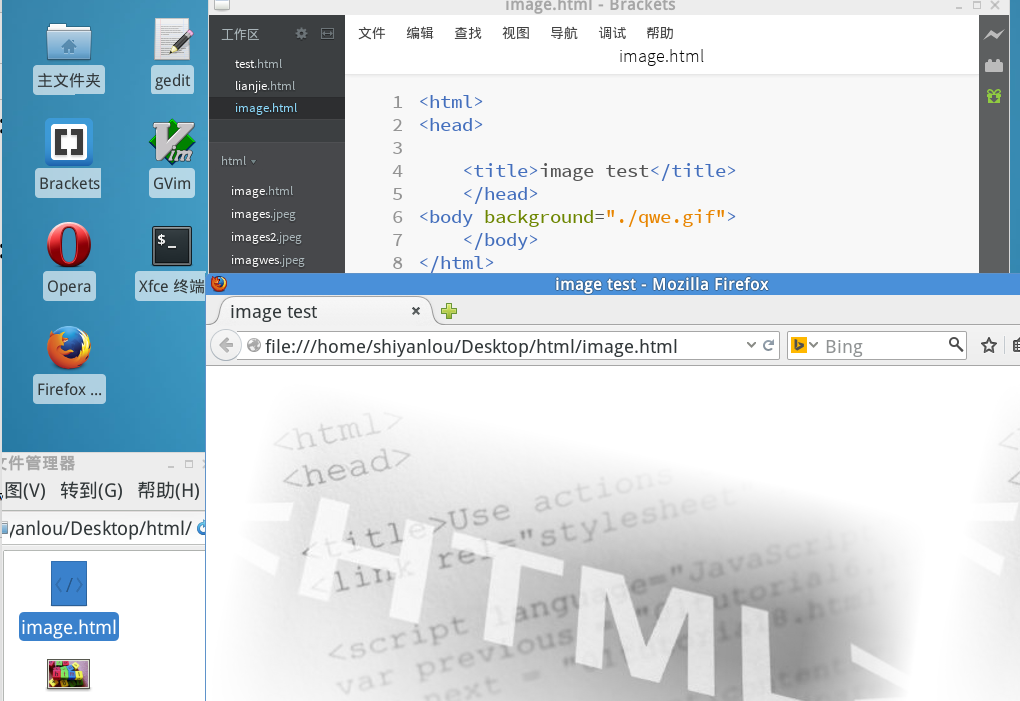 主文件夹
gedit
Brackets
GVim
Opera
Xfce 终端
Firefox ...
image.html - Brackets
工作区
test.html
lianjie.html
image.html
html
image.html
images.jpeg
images2.jpeg
imagwes.jpeg
文件 编辑 查找 视图 导航 调试 帮助
image.html
1 <html>
2 <head>
3
4 <title>image test</title>
5 </head>
6 <body background="./qwe.gif">
7 </body>
8 </html>
image test - Mozilla Firefox
image test
file:///home/shiyanlou/Desktop/html/image.html
Bing
<html>
<head>
<title>Use actions
<link rel="stylesheet"
<script language="JavaScript
var previous =
next = "
HTML
文件管理器
图(V) 转到(G) 帮助(H)
yanlou/Desktop/html/
</>
image.html